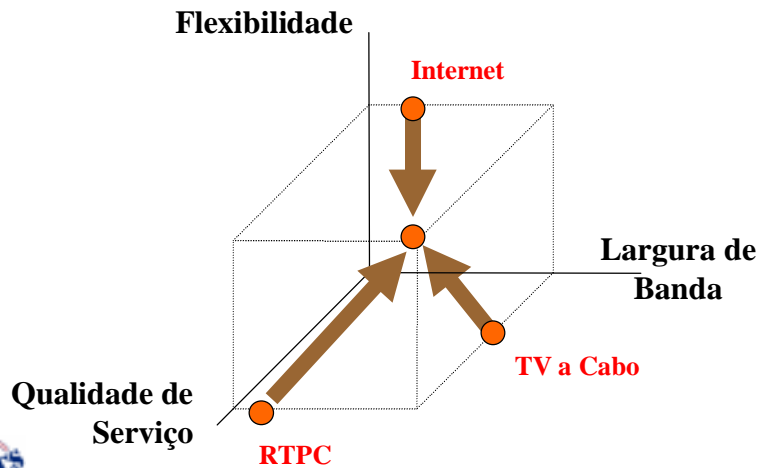 Flexibilidade
Internet
Largura de
Banda
TV a Cabo
Qualidade de
Serviço
RTPC